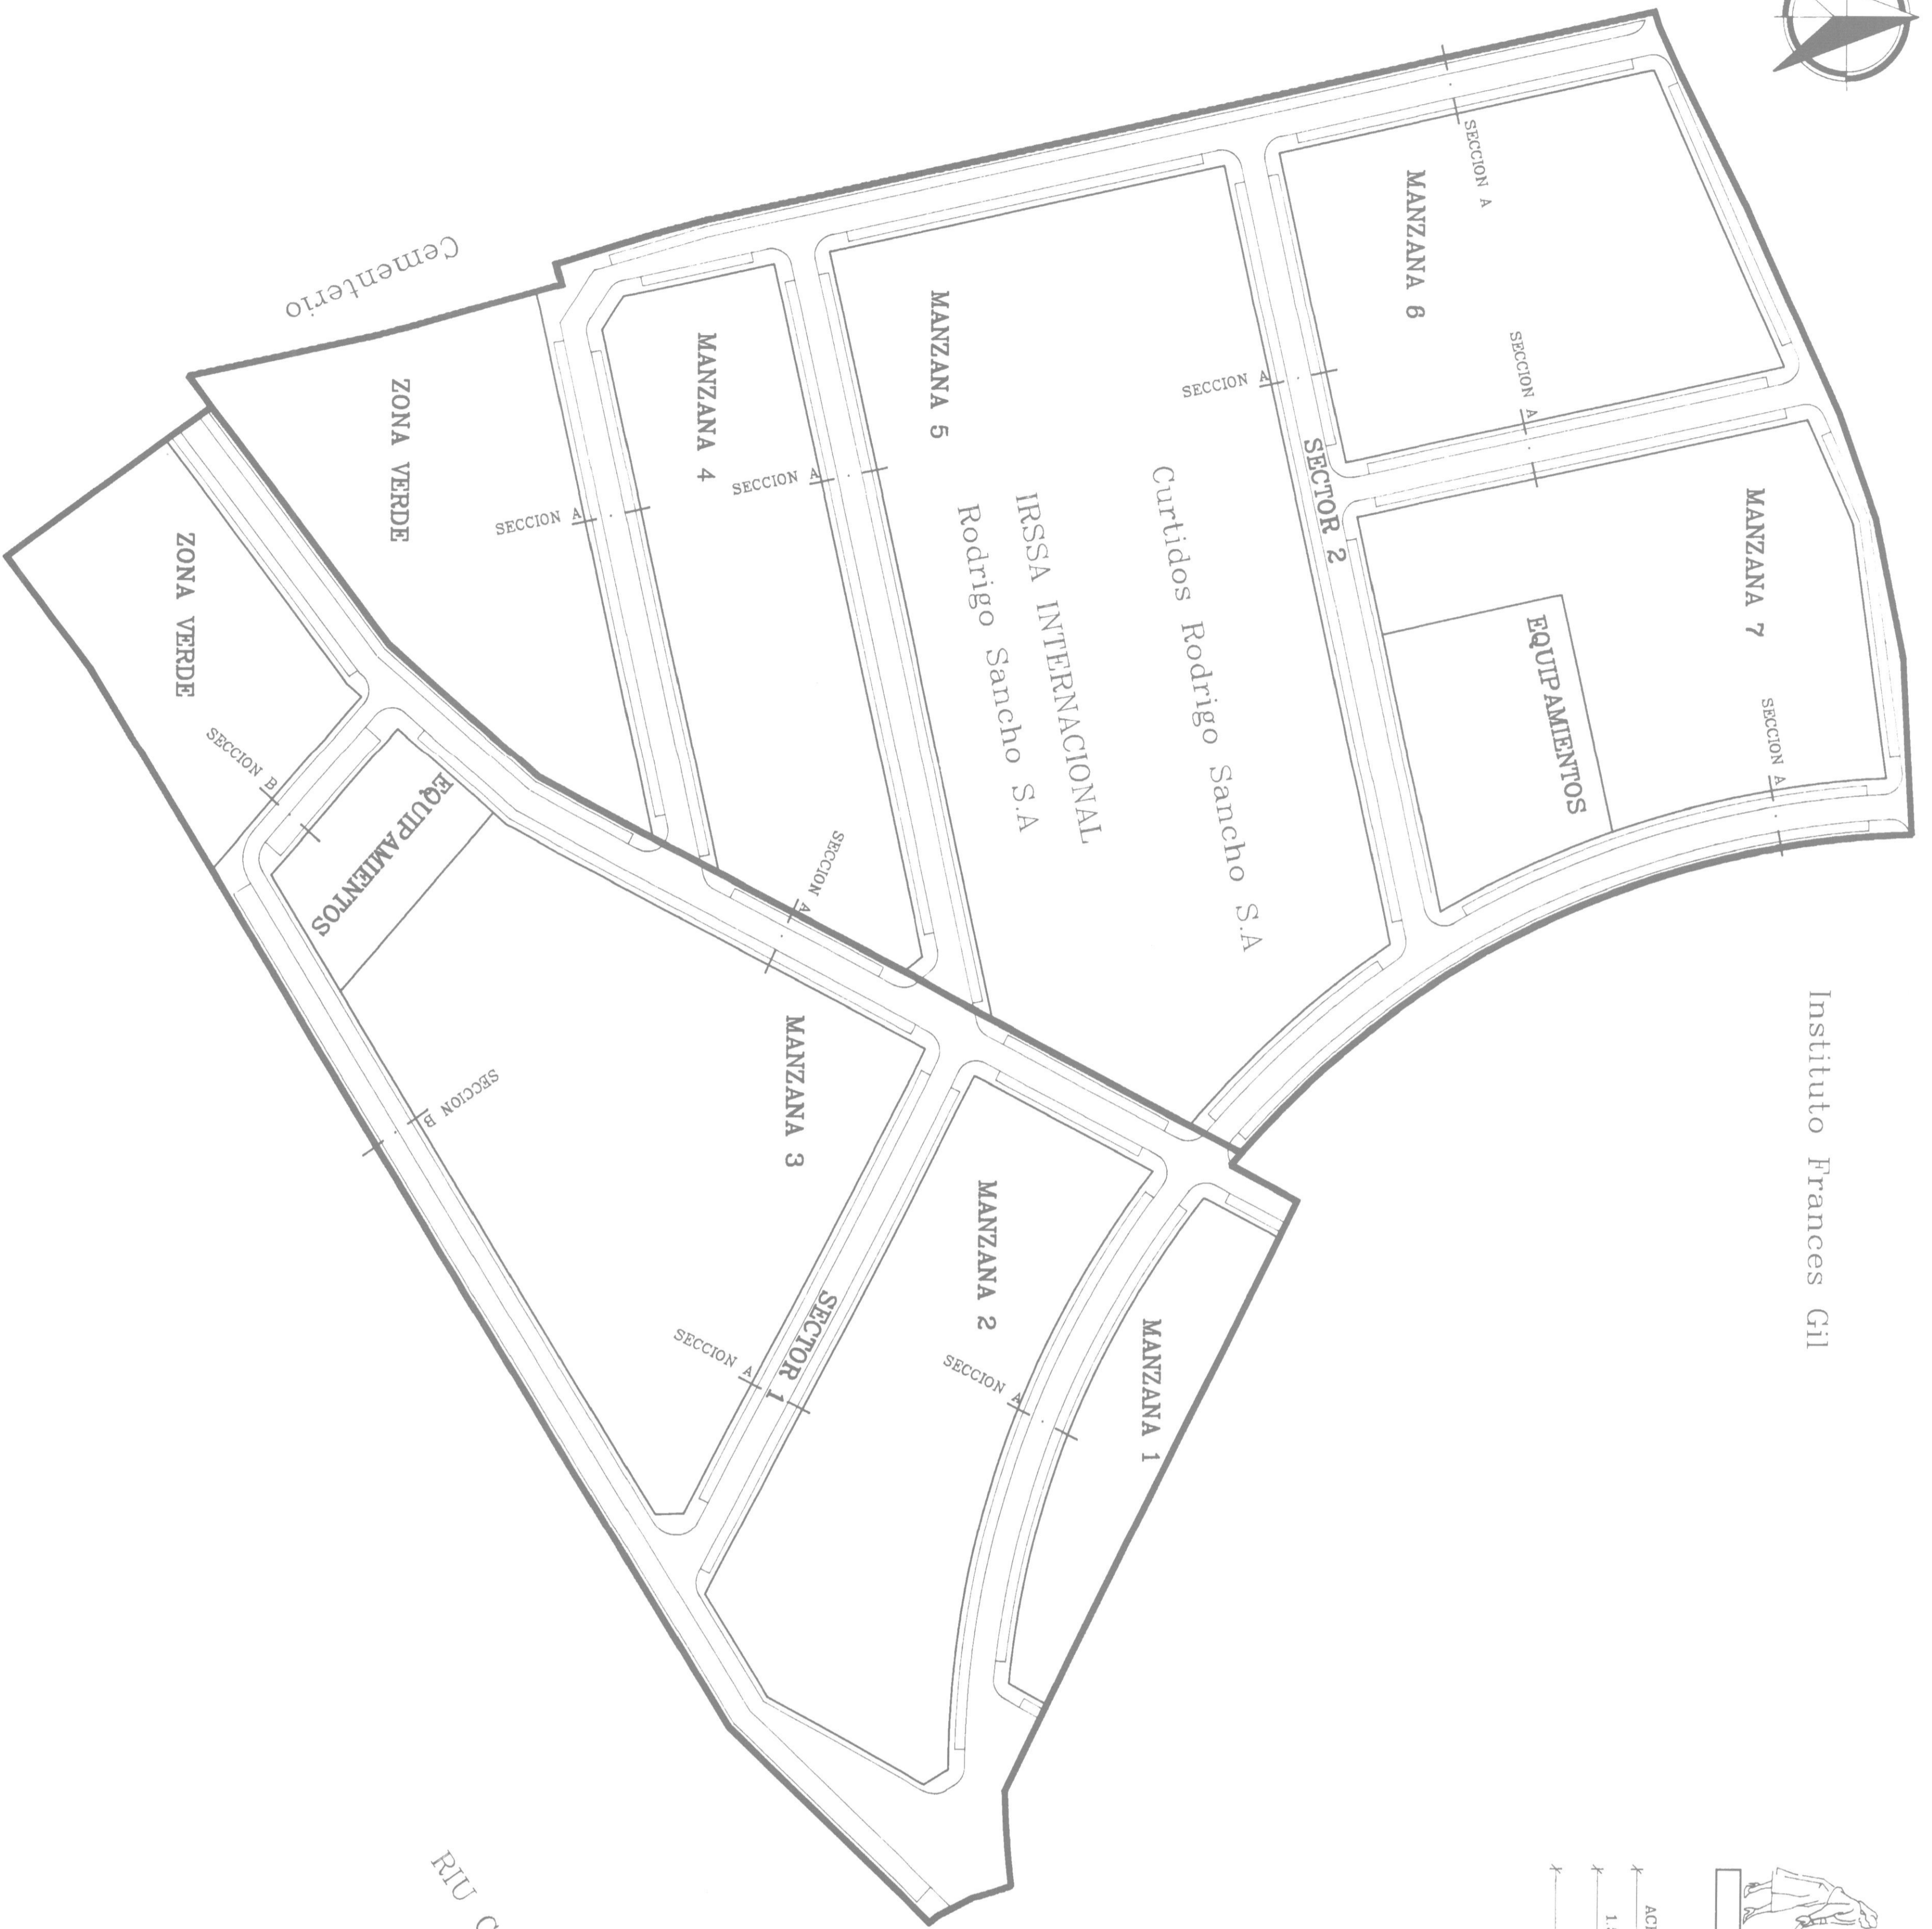 SECCION A
MANZANA 6
SECCION A
SECCION A
SECTOR 2
MANZANA 7
EQUIPAMIENTOS
SECCION A
Instituto Frances Gil
Curtidos Rodrigo Sancho S.A
IRSSA INTERNACIONAL
Rodrigo Sancho S.A
MANZANA 5
SECCION A
MANZANA 4
SECCION A
Cementerio
ZONA VERDE
ZONA VERDE
SECCION B
EQUIPAMIENTOS
SECCION A
MANZANA 3
SECCION B
SECTOR 1
SECCION A
MANZANA 2
SECCION A
MANZANA 1
RIU